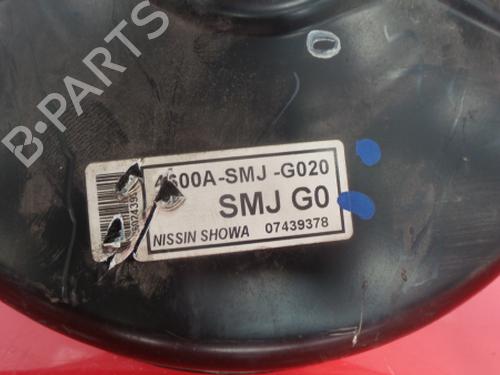 B-PARTS
4600A-SMJ -G020
SMJ G0
NISSIN SHOWA 07439378